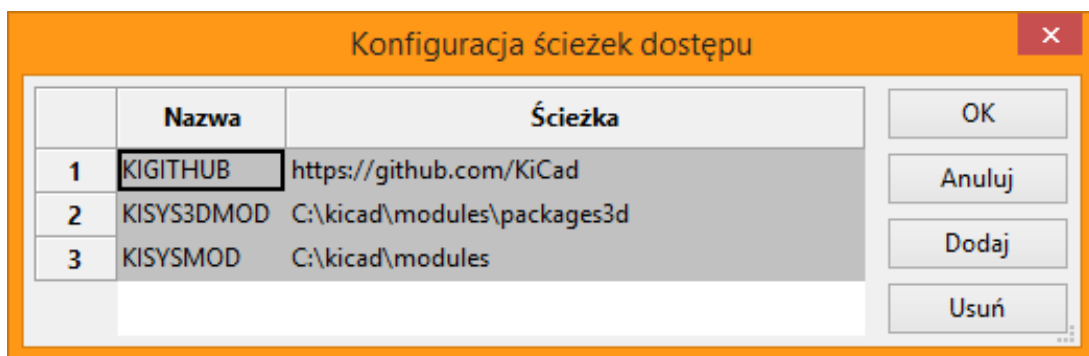 Konfiguracja ścieżek dostępu
×
Nazwa Ścieżka
1 KIGITHUB https://github.com/KiCad
2 KISYS3DMOD C:\kicad\modules\packages3d
3 KISYSMOD C:\kicad\modules
OK
Anuluj
Dodaj
Usuń